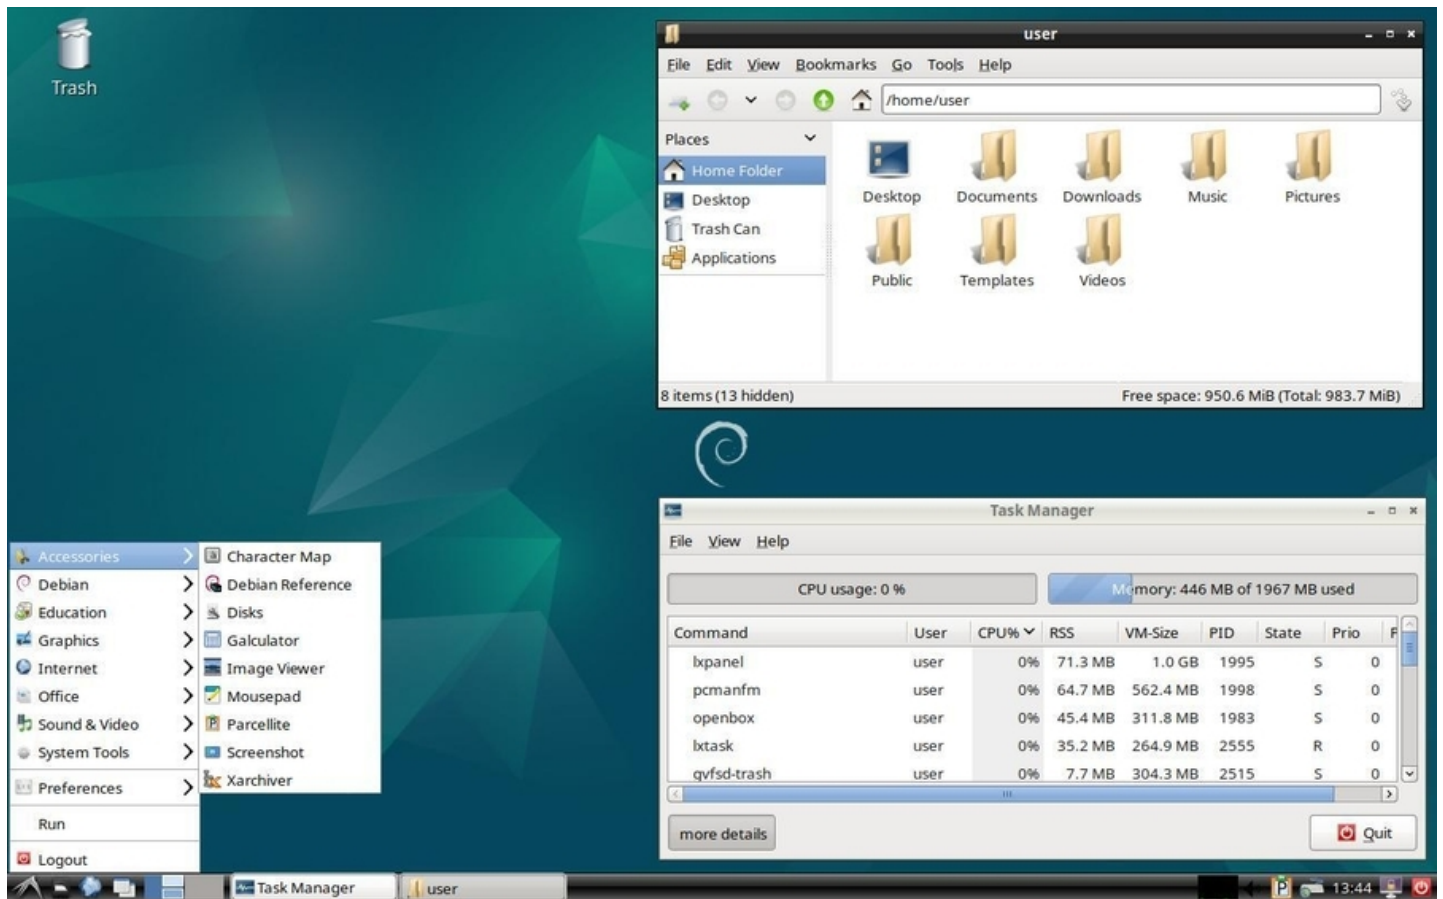 Trash
user
File Edit View Bookmarks Go Tools Help
/home/user
Places
Home Folder
Desktop
Trash Can
Applications
Desktop Documents Downloads Music Pictures
Public Templates Videos
8 items (13 hidden) Free space: 950.6 MiB (Total: 983.7 MiB)
Task Manager
File View Help
CPU usage: 0 % Memory: 446 MB of 1967 MB used
Command User CPU% RSS VM-Size PID State Prio P
lxpanel user 0% 71.3 MB 1.0 GB 1995 S 0
pcmanfm user 0% 64.7 MB 562.4 MB 1998 S 0
openbox user 0% 45.4 MB 311.8 MB 1983 S 0
lxtask user 0% 35.2 MB 264.9 MB 2555 R 0
gvfsd-trash user 0% 7.7 MB 304.3 MB 2515 S 0
more details Quit
Accessories
Debian
Education
Graphics
Internet
Office
Sound & Video
System Tools
Preferences
Run
Logout
Character Map
Debian Reference
Disks
Galculator
Image Viewer
Mousepad
Parcellite
Screenshot
Xarchiver
Task Manager user P 13:44